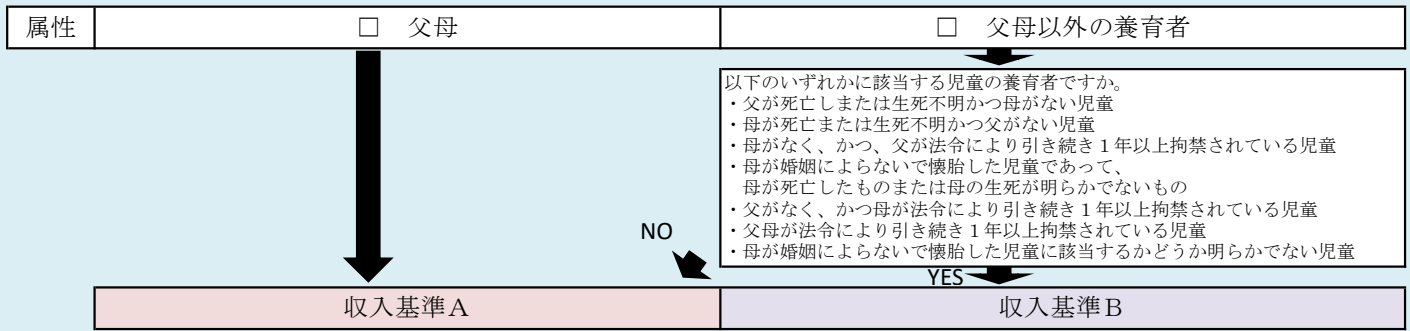 属性 □ 父母 □ 父母以外の養育者
以下のいずれかに該当する児童の養育者ですか。
・父が死亡しまたは生死不明かつ母がない児童
・母が死亡または生死不明かつ父がない児童
・母がなく、かつ、父が法令により引き続き１年以上拘禁されている児童
・母が婚姻によらないで懐胎した児童であって、
母が死亡したものまたは母の生死が明らかでないもの
・父がなく、かつ母が法令により引き続き１年以上拘禁されている児童
・父母が法令により引き続き１年以上拘禁されている児童
・母が婚姻によらないで懐胎した児童に該当するかどうか明らかでない児童
NO
YES
収入基準Ａ 収入基準Ｂ